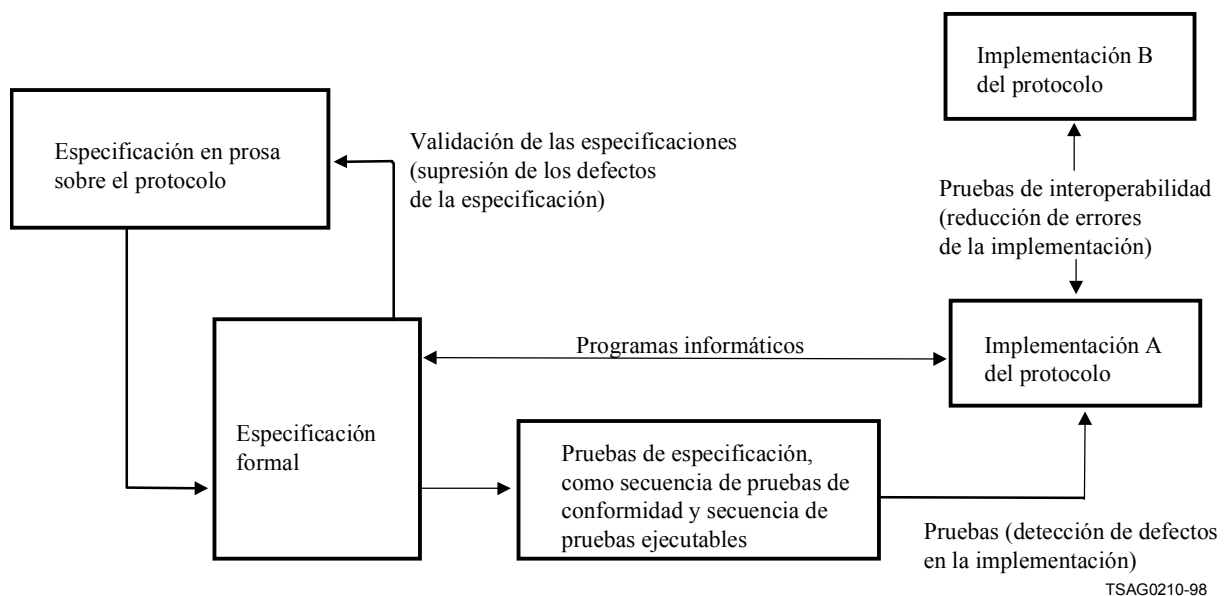 Implementación B
del protocolo
Especificación en prosa
sobre el protocolo
Validación de las especificaciones
(supresión de los defectos
de la especificación)
Pruebas de interoperabilidad
(reducción de errores
de la implementación)
Programas informáticos
Implementación A
del protocolo
Especificación
formal
Pruebas de especificación,
como secuencia de pruebas de
conformidad y secuencia de
pruebas ejecutables
Pruebas (detección de defectos
en la implementación)
TSAG0210-98